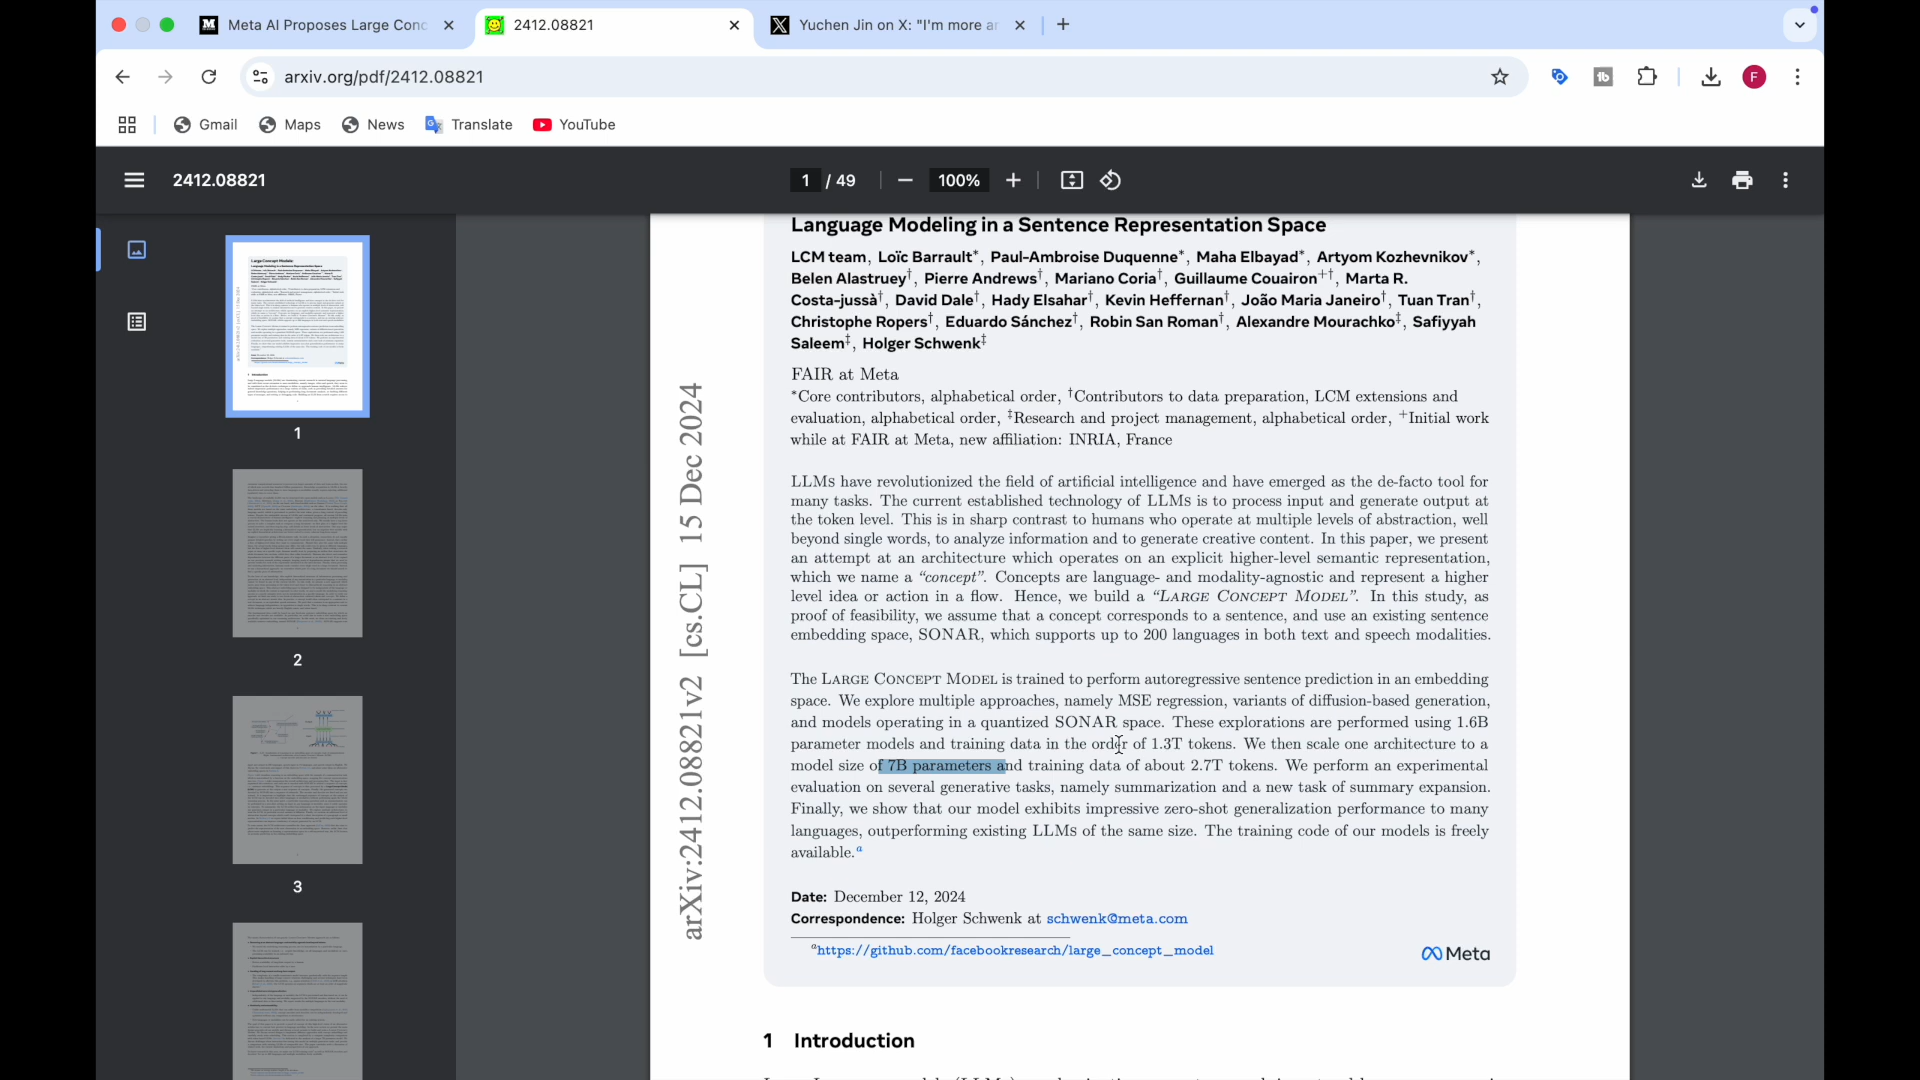 Meta AI Proposes Large Conc
2412.08821
Yuchen Jin on X: "I'm more a
arxiv.org/pdf/2412.08821
F
Gmail
Maps
News
Translate
YouTube
2412.08821
1 / 49
100%
1
2
3
arXiv:2412.08821v2 [cs.CL] 15 Dec 2024
Language Modeling in a Sentence Representation Space
LCM team, Loïc Barrault*, Paul-Ambroise Duquenne*, Maha Elbayad*, Artyom Kozhevnikov*,
Belen Alastruey†, Pierre Andrews†, Mariano Coria†, Guillaume Couairon+†, Marta R.
Costa-jussà†, David Dale†, Hady Elsahar†, Kevin Heffernan†, João Maria Janeiro†, Tuan Tran†,
Christophe Ropers†, Eduardo Sánchez†, Robin San Roman†, Alexandre Mourachko‡, Safiyyah
Saleem‡, Holger Schwenk‡
FAIR at Meta
*Core contributors, alphabetical order, †Contributors to data preparation, LCM extensions and
evaluation, alphabetical order, ‡Research and project management, alphabetical order, +Initial work
while at FAIR at Meta, new affiliation: INRIA, France
LLMs have revolutionized the field of artificial intelligence and have emerged as the de-facto tool for
many tasks. The current established technology of LLMs is to process input and generate output at
the token level. This is in sharp contrast to humans who operate at multiple levels of abstraction, well
beyond single words, to analyze information and to generate creative content. In this paper, we present
an attempt at an architecture which operates on an explicit higher-level semantic representation,
which we name a “concept”. Concepts are language- and modality-agnostic and represent a higher
level idea or action in a flow. Hence, we build a “LARGE CONCEPT MODEL”. In this study, as
proof of feasibility, we assume that a concept corresponds to a sentence, and use an existing sentence
embedding space, SONAR, which supports up to 200 languages in both text and speech modalities.
The LARGE CONCEPT MODEL is trained to perform autoregressive sentence prediction in an embedding
space. We explore multiple approaches, namely MSE regression, variants of diffusion-based generation,
and models operating in a quantized SONAR space. These explorations are performed using 1.6B
parameter models and training data in the order of 1.3T tokens. We then scale one architecture to a
model size of 7B parameters and training data of about 2.7T tokens. We perform an experimental
evaluation on several generative tasks, namely summarization and a new task of summary expansion.
Finally, we show that our model exhibits impressive zero-shot generalization performance to many
languages, outperforming existing LLMs of the same size. The training code of our models is freely
available.a
Date: December 12, 2024
Correspondence: Holger Schwenk at schwenk@meta.com
ahttps://github.com/facebookresearch/large_concept_model
Meta
1 Introduction